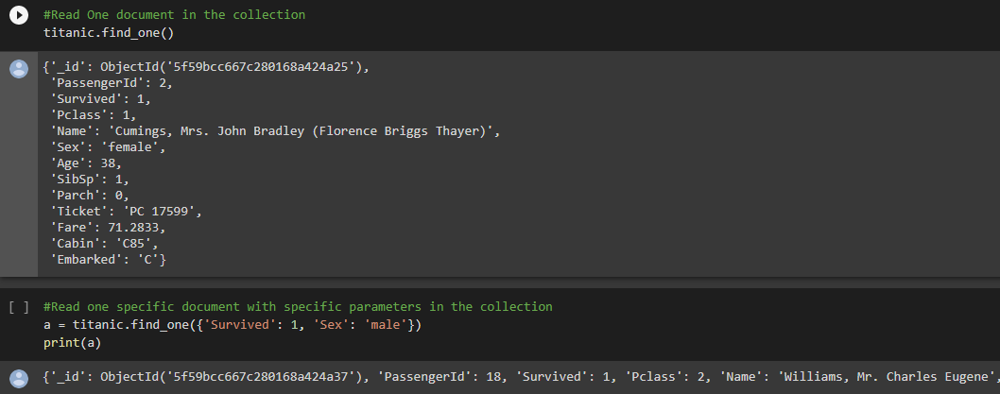 #Read One document in the collection
titanic.find_one()
{'_id': ObjectId('5f59bcc667c280168a424a25'),
 'PassengerId': 2,
 'Survived': 1,
 'Pclass': 1,
 'Name': 'Cumings, Mrs. John Bradley (Florence Briggs Thayer)',
 'Sex': 'female',
 'Age': 38,
 'SibSp': 1,
 'Parch': 0,
 'Ticket': 'PC 17599',
 'Fare': 71.2833,
 'Cabin': 'C85',
 'Embarked': 'C'}
[ ] #Read one specific document with specific parameters in the collection
a = titanic.find_one({'Survived': 1, 'Sex': 'male'})
print(a)
{'_id': ObjectId('5f59bcc667c280168a424a37'), 'PassengerId': 18, 'Survived': 1, 'Pclass': 2, 'Name': 'Williams, Mr. Charles Eugene',